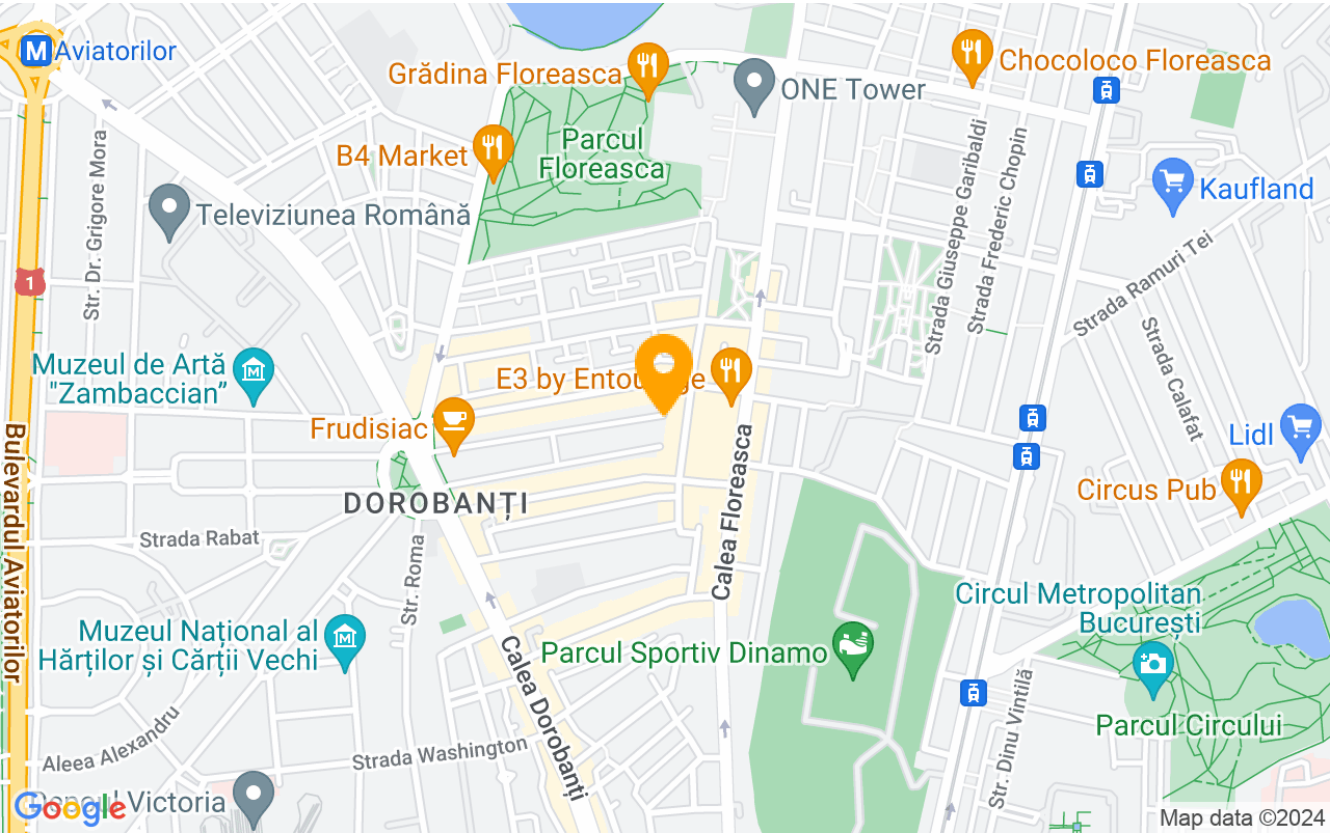 M Aviatorilor
Grădina Floreasca
Chocoloco Floreasca
ONE Tower
Parcul
Floreasca
B4 Market
Kaufland
Televiziunea Română
Str. Dr. Grigore Mora
Strada Giuseppe Garibaldi
Strada Frederic Chopin
Strada Ramuri Tei
1
Strada Calafat
Muzeul de Artă
"Zambaccian”
E3 by Ento
ge
Frudisiac
Lidl
Circus Pub
DOROBANȚI
Calea Floreasca
Bulevardul Aviatorilor
Strada Rabat
Str. Roma
Circul Metropolitan
București
Muzeul Național al
Hărților și Cărții Vechi
Parcul Sportiv Dinamo
Calea Dorobanți
Str. Dinu Vintilă
Parcul Circului
Aleea Alexandru
Strada Washington
Victoria
Google
Map data ©2024